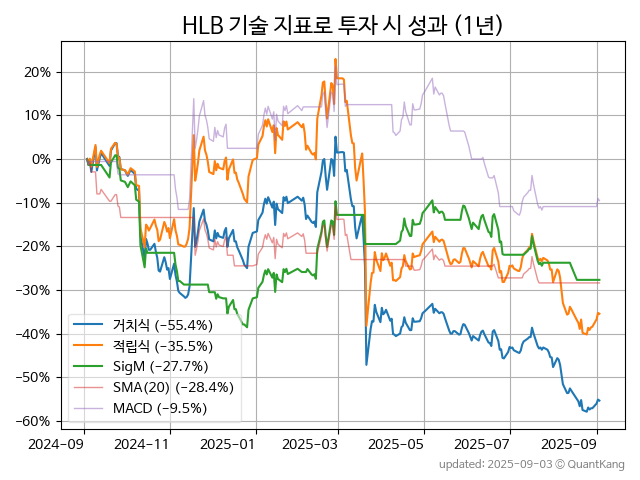 HLB 기술 지표로 투자 시 성과 (1년)
20%
10%
0%
−10%
−20%
−30%
−40%
−50%
−60%
거치식 (−55.4%)
적립식 (−35.5%)
SigM (−27.7%)
SMA(20) (−28.4%)
MACD (−9.5%)
2024-09 2024-11 2025-01 2025-03 2025-05 2025-07 2025-09
updated: 2025-09-03 © QuantKang